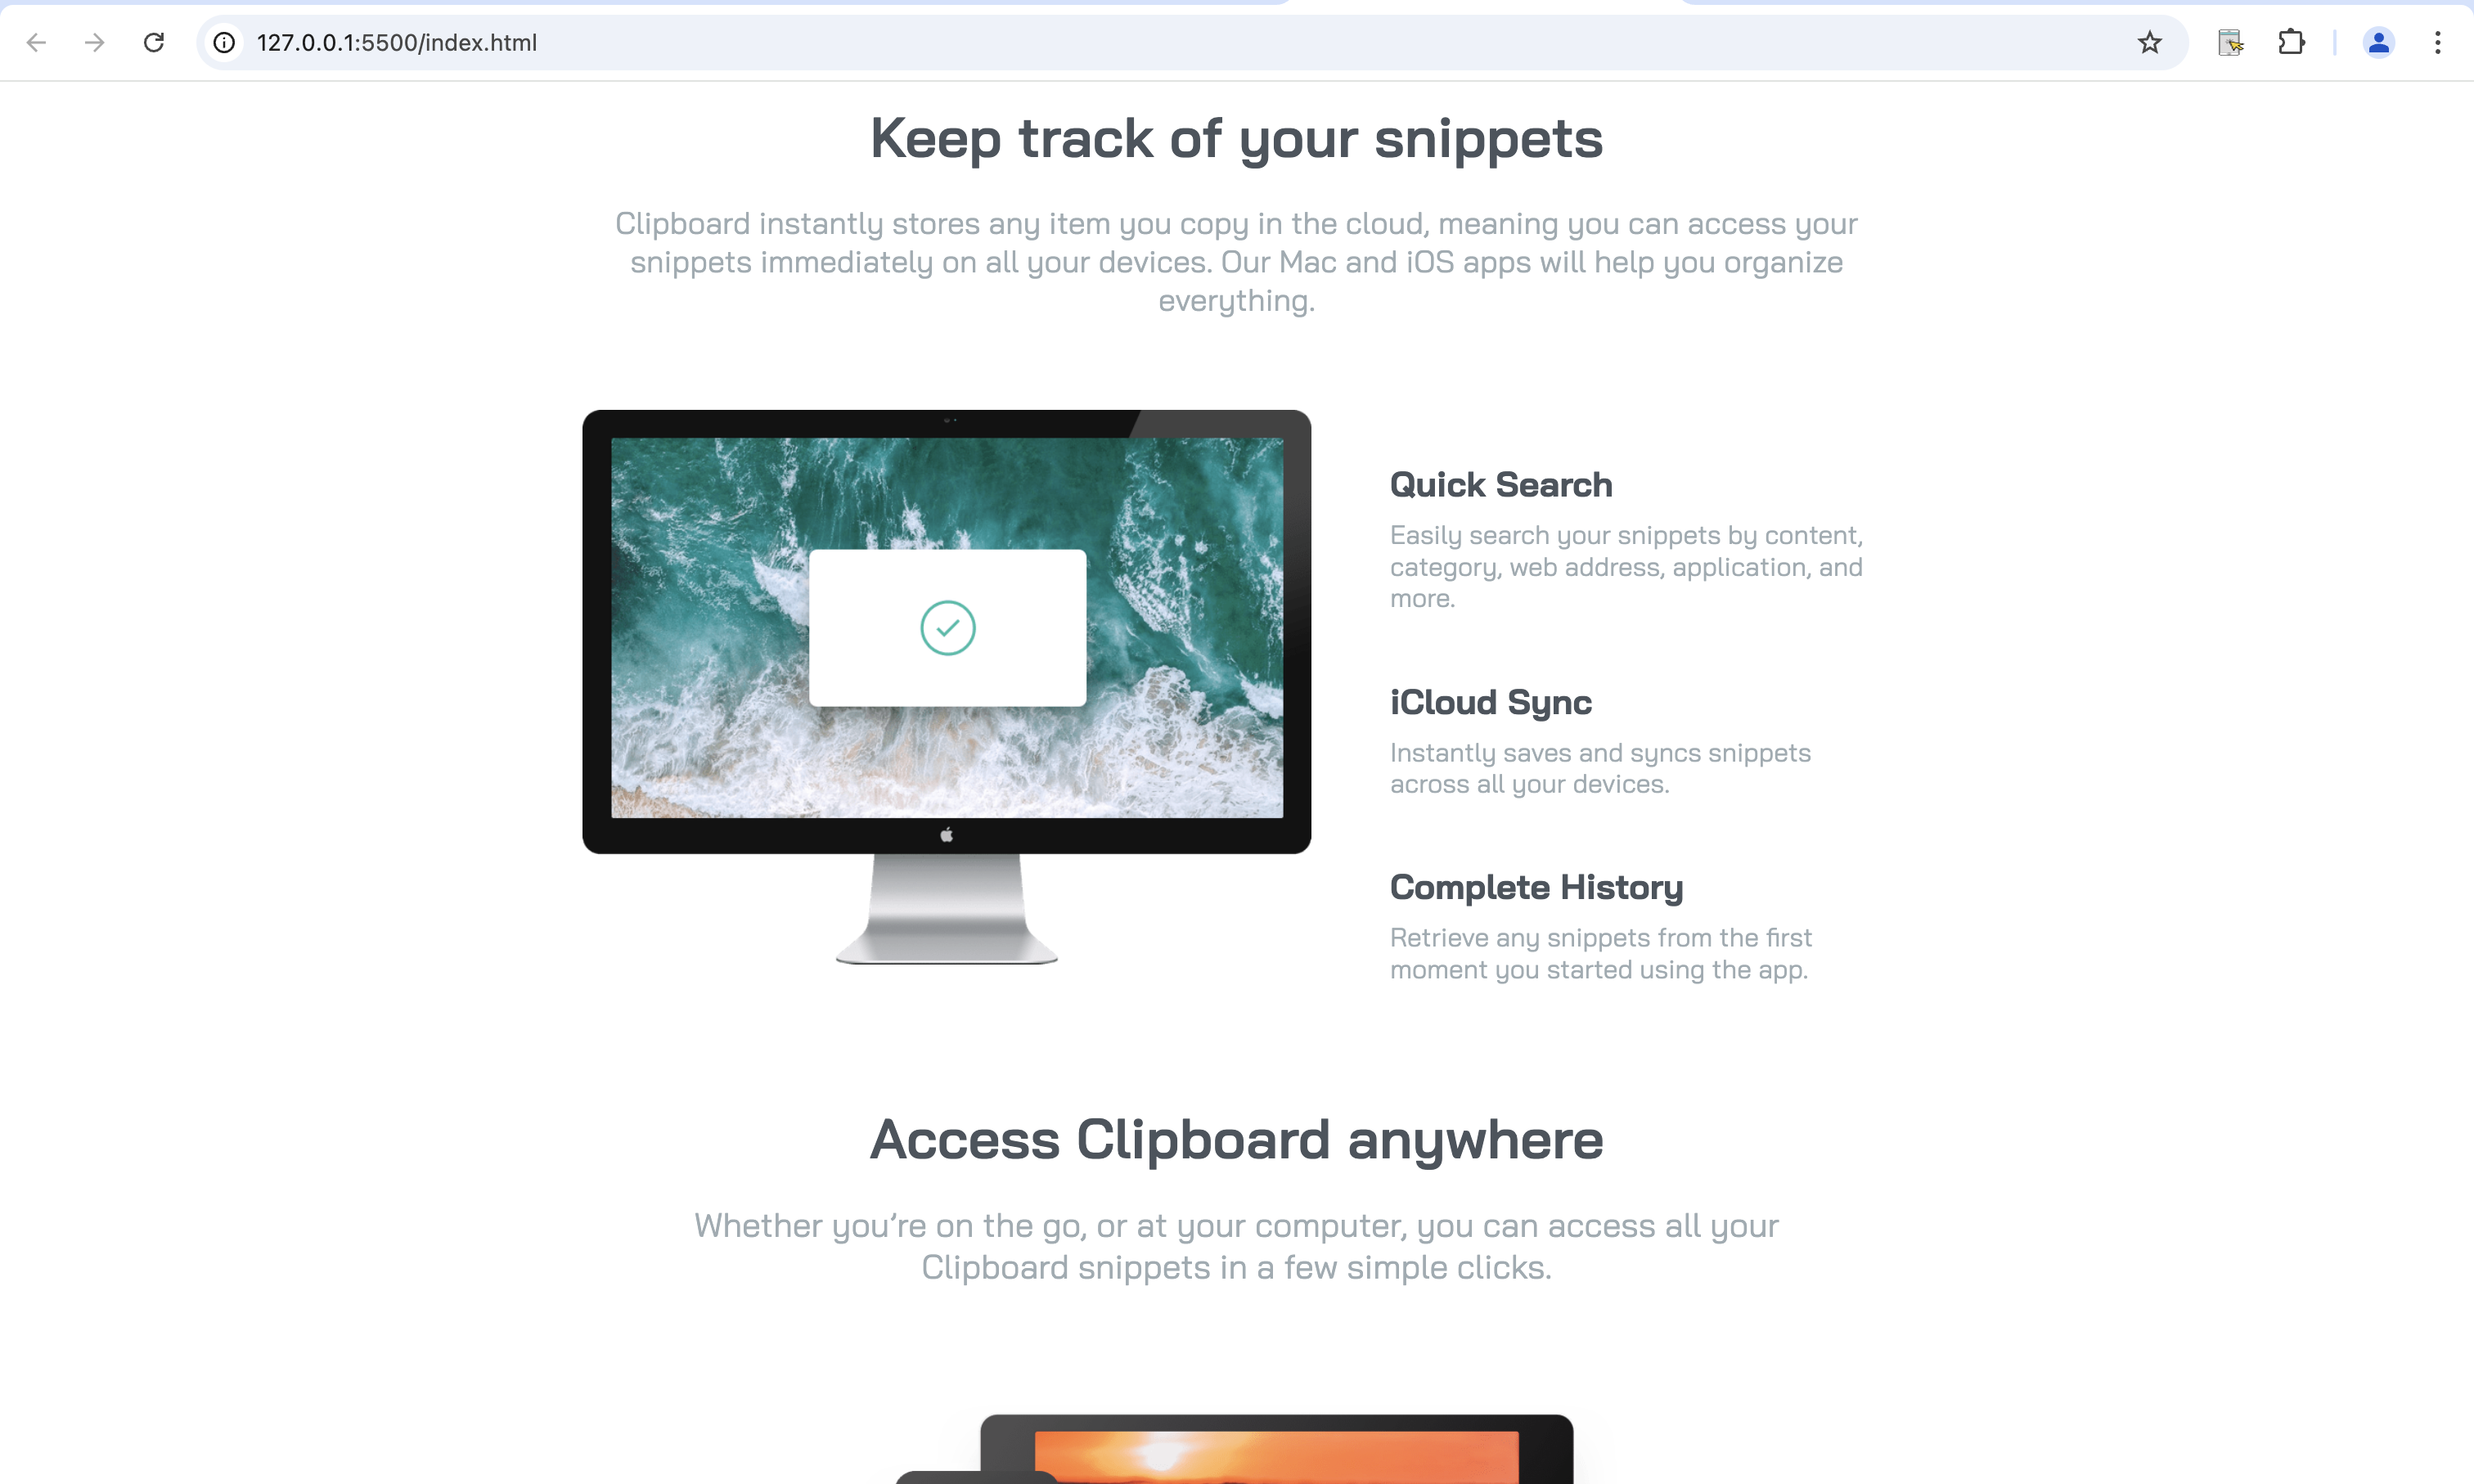 127.0.0.1:5500/index.html
Keep track of your snippets
Clipboard instantly stores any item you copy in the cloud, meaning you can access your
snippets immediately on all your devices. Our Mac and iOS apps will help you organize
everything.
Quick Search
Easily search your snippets by content,
category, web address, application, and
more.
iCloud Sync
Instantly saves and syncs snippets
across all your devices.
Complete History
Retrieve any snippets from the first
moment you started using the app.
Access Clipboard anywhere
Whether you’re on the go, or at your computer, you can access all your
Clipboard snippets in a few simple clicks.